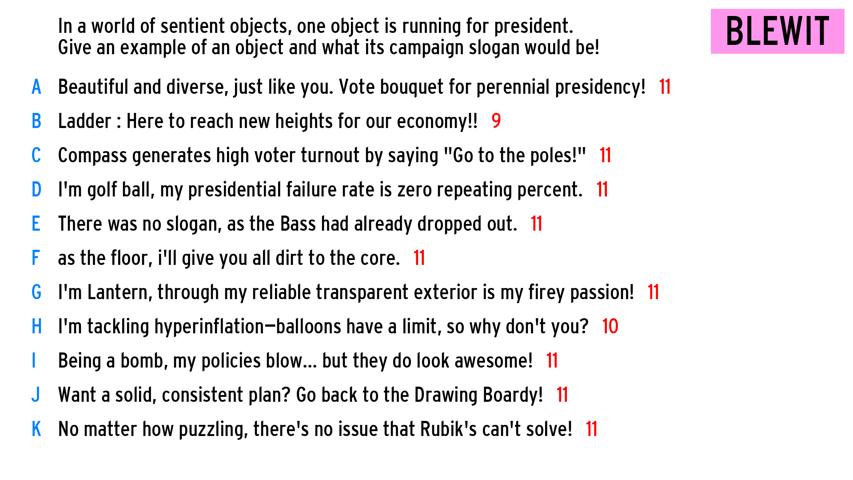 In a world of sentient objects, one object is running for president.
Give an example of an object and what its campaign slogan would be!
BLEWIT
A Beautiful and diverse, just like you. Vote bouquet for perennial presidency! 11
B Ladder : Here to reach new heights for our economy!! 9
C Compass generates high voter turnout by saying "Go to the poles!" 11
D I'm golf ball, my presidential failure rate is zero repeating percent. 11
E There was no slogan, as the Bass had already dropped out. 11
F as the floor, i'll give you all dirt to the core. 11
G I'm Lantern, through my reliable transparent exterior is my firey passion! 11
H I'm tackling hyperinflation—balloons have a limit, so why don't you? 10
I Being a bomb, my policies blow... but they do look awesome! 11
J Want a solid, consistent plan? Go back to the Drawing Boardy! 11
K No matter how puzzling, there's no issue that Rubik's can't solve! 11